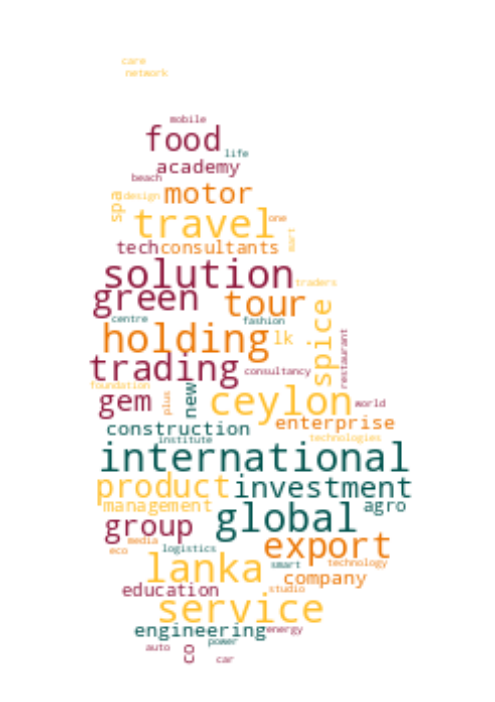 care
network
mobile
food
life
academy
beach
spa
design
motor
travel
one
mart
tech
consultants
solution
traders
green
tour
centre
fashion
holding
lk
spice
restaurant
trading
consultancy
foundation
gem
plus
new
ceylon
world
construction
enterprise
institute
technologies
international
product
investment
management
global
agro
group
media
export
eco
logistics
lanka
smart
technology
company
education
studio
service
engineering
energy
auto
co
power
car